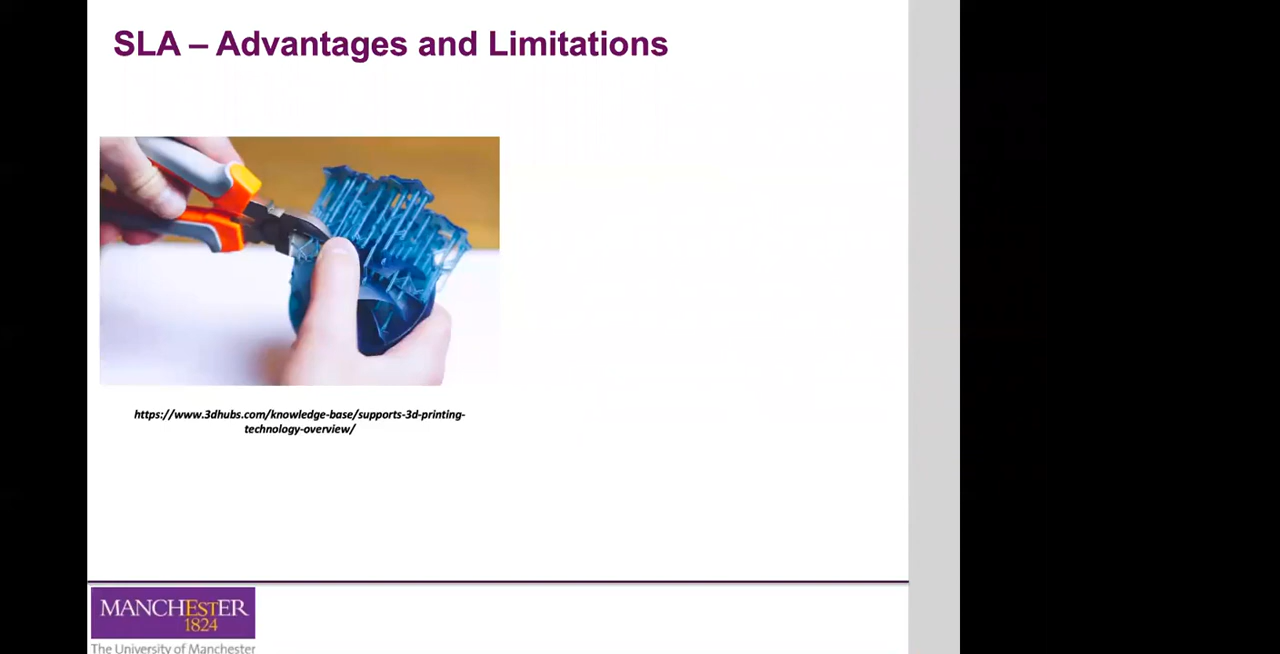 SLA – Advantages and Limitations
https://www.3dhubs.com/knowledge-base/supports-3d-printing-
technology-overview/
MANCHESTER
1824
The University of Manchester